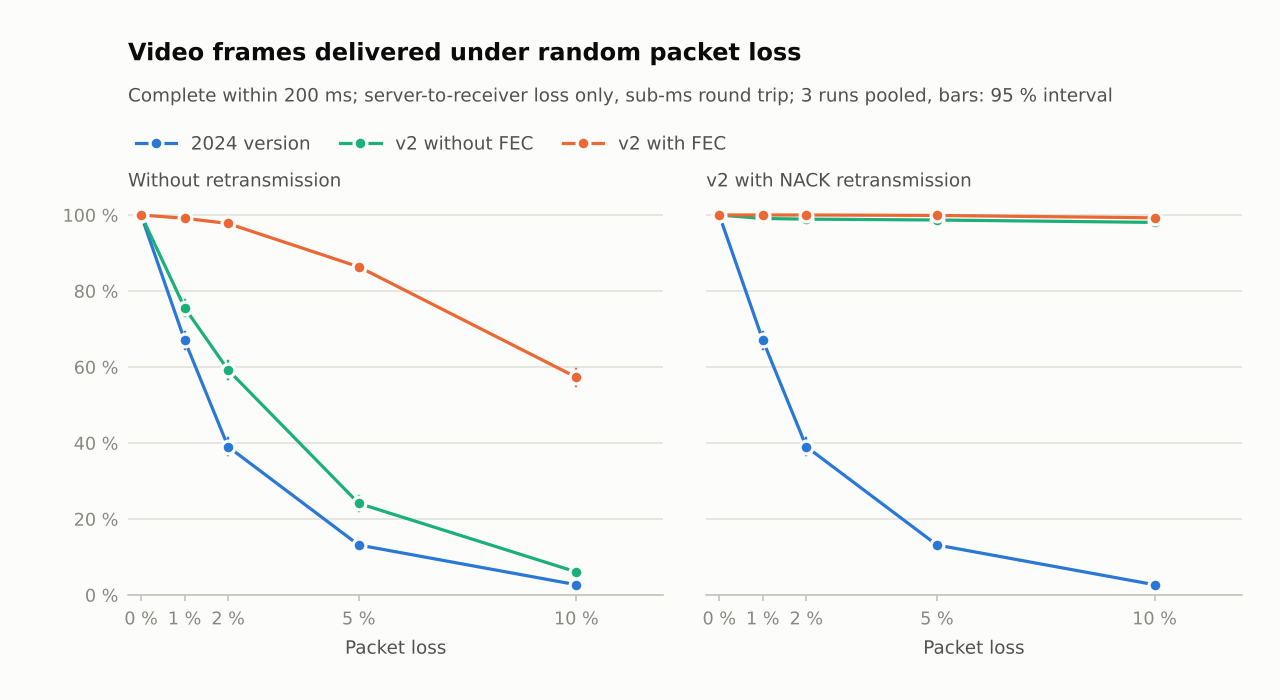 Video frames delivered under random packet loss
Complete within 200 ms; server-to-receiver loss only, sub-ms round trip; 3 runs pooled, bars: 95 % interval
2024 version v2 without FEC v2 with FEC
Without retransmission
100 %
80 %
60 %
40 %
20 %
0 %
0 % 1 % 2 % 5 % 10 %
Packet loss
v2 with NACK retransmission
0 % 1 % 2 % 5 % 10 %
Packet loss